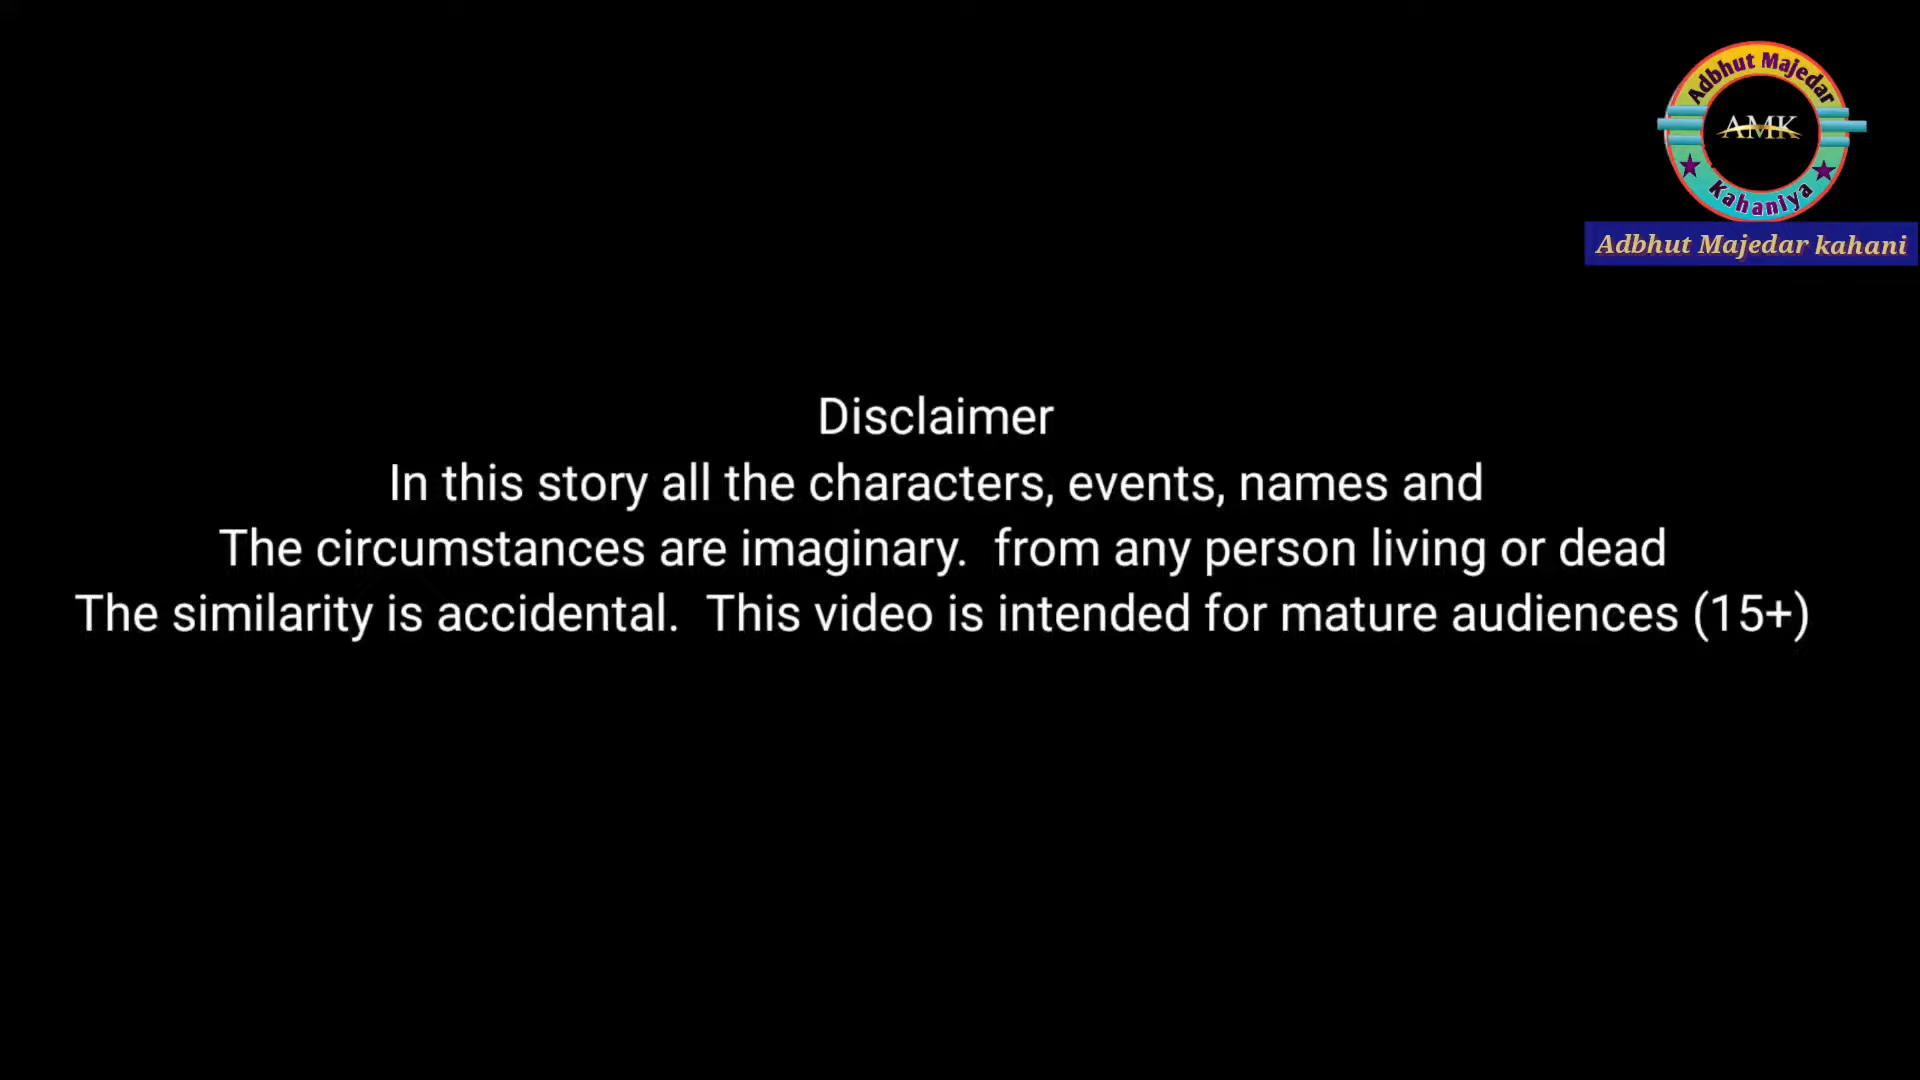 Adbhut Majedar
AMK
Kahaniya
Adbhut Majedar kahani
Disclaimer
In this story all the characters, events, names and
The circumstances are imaginary.  from any person living or dead
The similarity is accidental.  This video is intended for mature audiences (15+)